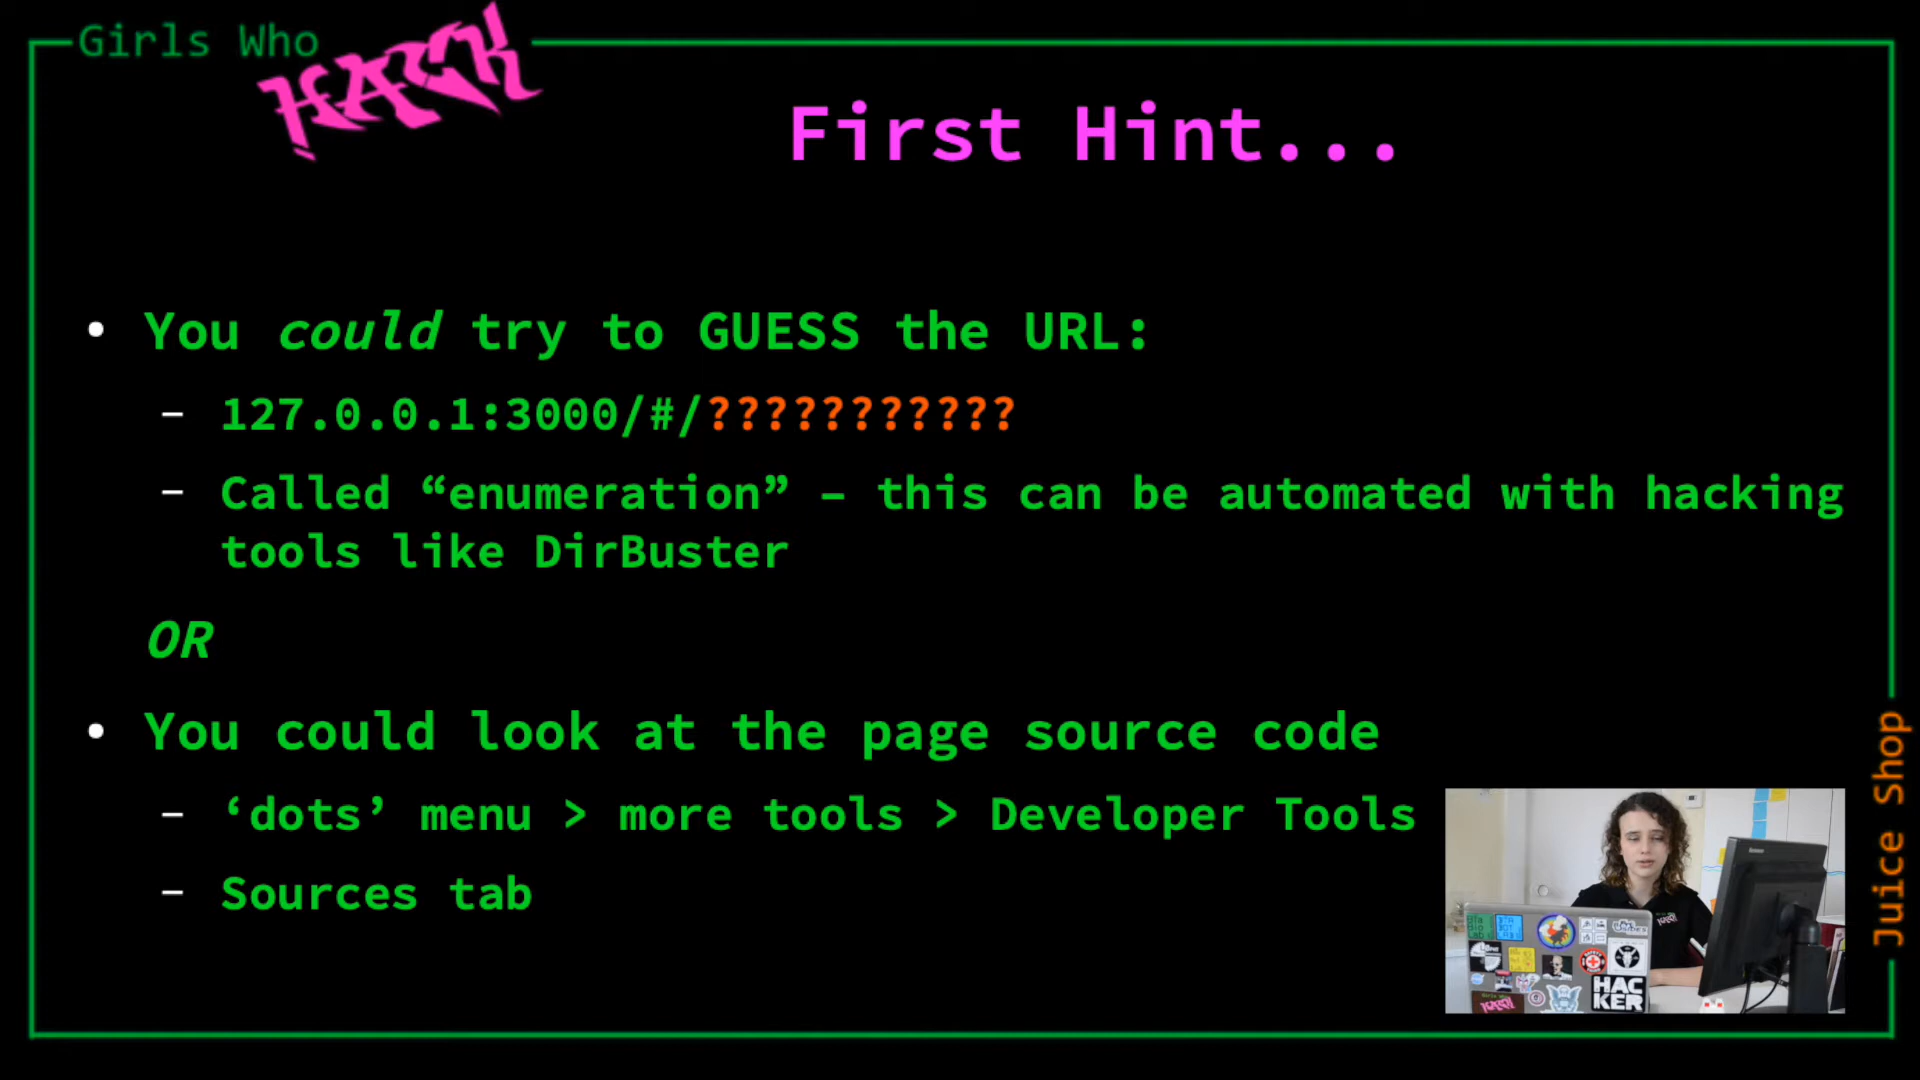 Girls Who
HACK
First Hint...
• You could try to GUESS the URL:
– 127.0.0.1:3000/#/???????????
– Called “enumeration” – this can be automated with hacking
tools like DirBuster
OR
• You could look at the page source code
– ‘dots’ menu > more tools > Developer Tools
– Sources tab
Juice Shop
HAC
KER